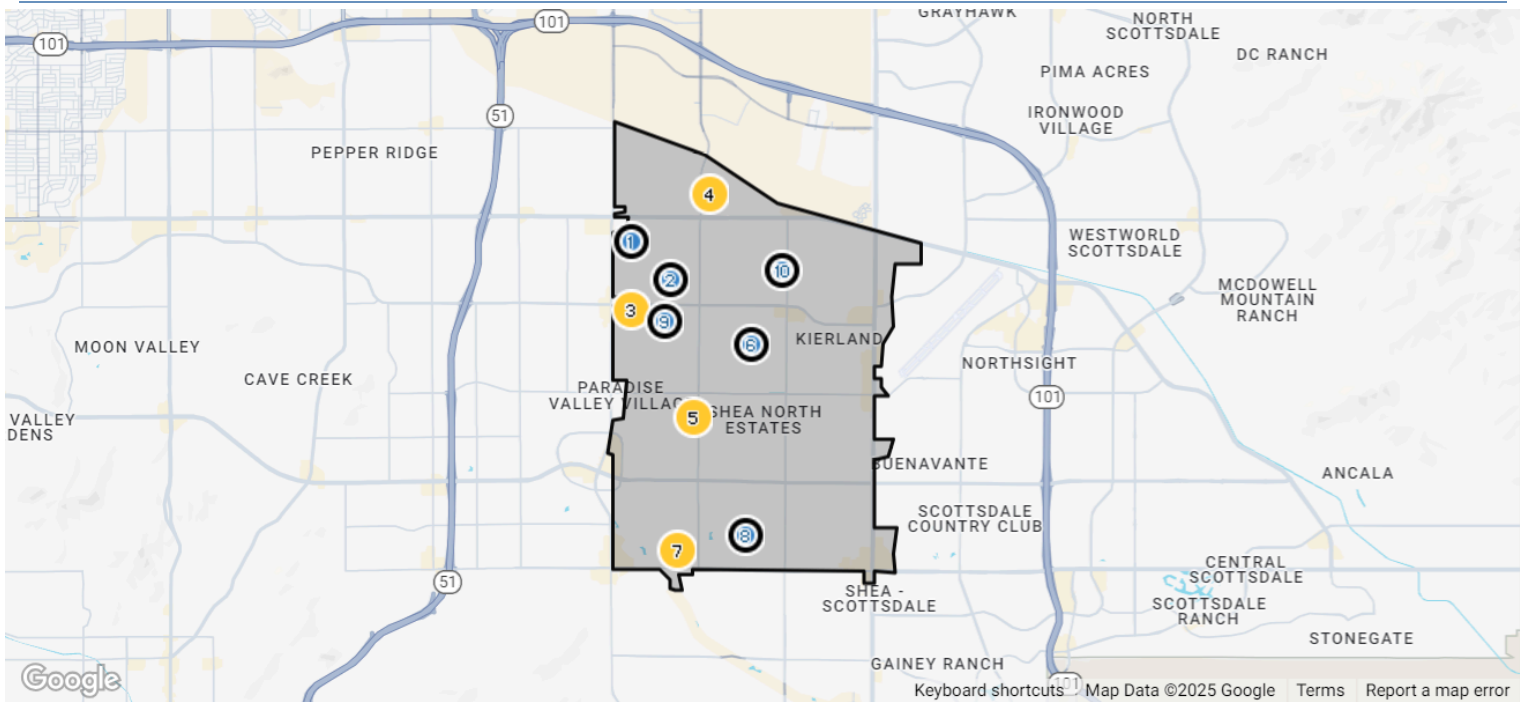 GRAYHAWK
101
NORTH
SCOTTSDALE
101
DC RANCH
PIMA ACRES
51
IRONWOOD
VILLAGE
PEPPER RIDGE
4
1
WESTWORLD
SCOTTSDALE
2
10
MCDOWELL
MOUNTAIN
RANCH
3
9
6
KIERLAND
MOON VALLEY
NORTHSIGHT
CAVE CREEK
PARADISE
VALLEY VILLAG
101
VALLEY
DENS
5
SHEA NORTH
ESTATES
BUENAVANTE
ANCALA
SCOTTSDALE
COUNTRY CLUB
8
7
CENTRAL
SCOTTSDALE
51
SHEA -
SCOTTSDALE
SCOTTSDALE
RANCH
STONEGATE
GAINEY RANCH
Google
101
Keyboard shortcuts
Map Data ©2025 Google
Terms
Report a map error